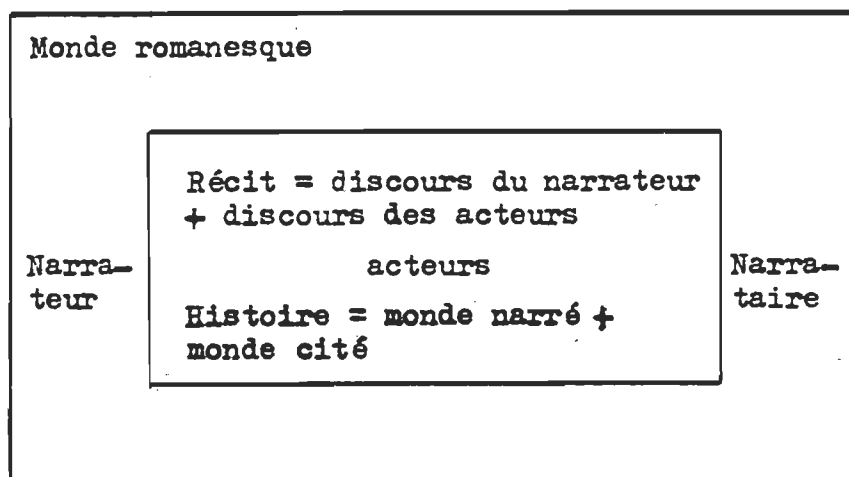 Monde romanesque
Récit = discours du narrateur
+ discours des acteurs
Narra-
teur
acteurs
Narra-
taire
Histoire = monde narré +
monde cité